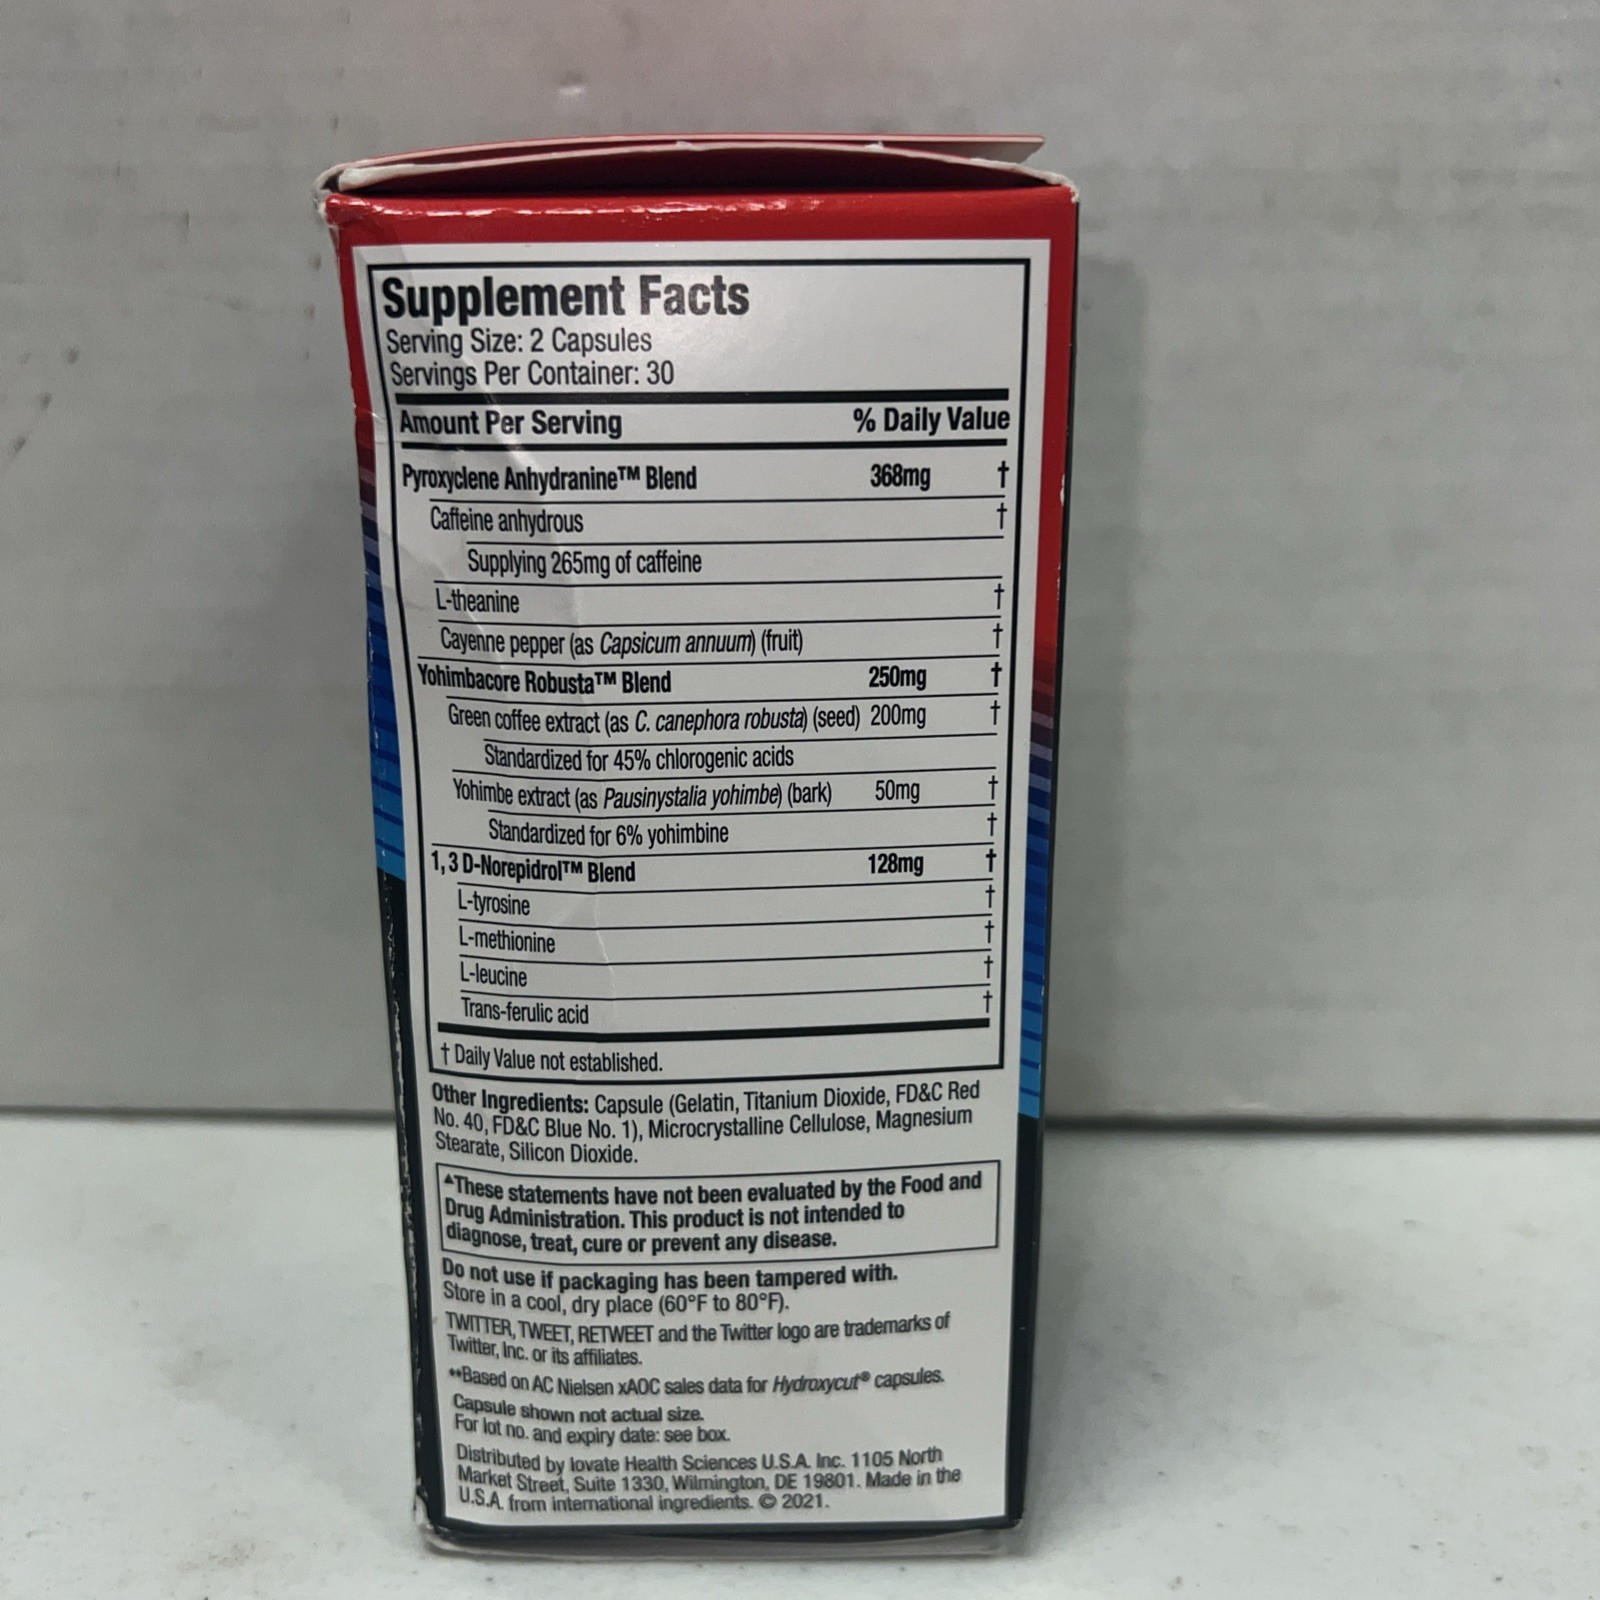 Supplement Facts
Serving Size: 2 Capsules
Servings Per Container: 30
Amount Per Serving % Daily Value
Pyroxyclene Anhydranine™ Blend 368mg †
Caffeine anhydrous †
Supplying 265mg of caffeine
L-theanine †
Cayenne pepper (as Capsicum annuum) (fruit) †
Yohimbacore Robusta™ Blend 250mg †
Green coffee extract (as C. canephora robusta) (seed) 200mg †
Standardized for 45% chlorogenic acids
Yohimbe extract (as Pausinystalia yohimbe) (bark) 50mg †
Standardized for 6% yohimbine †
1, 3 D-Norepidrol™ Blend 128mg †
L-tyrosine †
L-methionine †
L-leucine †
Trans-ferulic acid †
† Daily Value not established.
Other Ingredients: Capsule (Gelatin, Titanium Dioxide, FD&C Red
No. 40, FD&C Blue No. 1), Microcrystalline Cellulose, Magnesium
Stearate, Silicon Dioxide.
▲These statements have not been evaluated by the Food and
Drug Administration. This product is not intended to
diagnose, treat, cure or prevent any disease.
Do not use if packaging has been tampered with.
Store in a cool, dry place (60°F to 80°F).
TWITTER, TWEET, RETWEET and the Twitter logo are trademarks of
Twitter, Inc. or its affiliates.
**Based on AC Nielsen xAOC sales data for Hydroxycut® capsules.
Capsule shown not actual size.
For lot no. and expiry date: see box.
Distributed by Iovate Health Sciences U.S.A. Inc. 1105 North
Market Street, Suite 1330, Wilmington, DE 19801. Made in the
U.S.A. from international ingredients. © 2021.